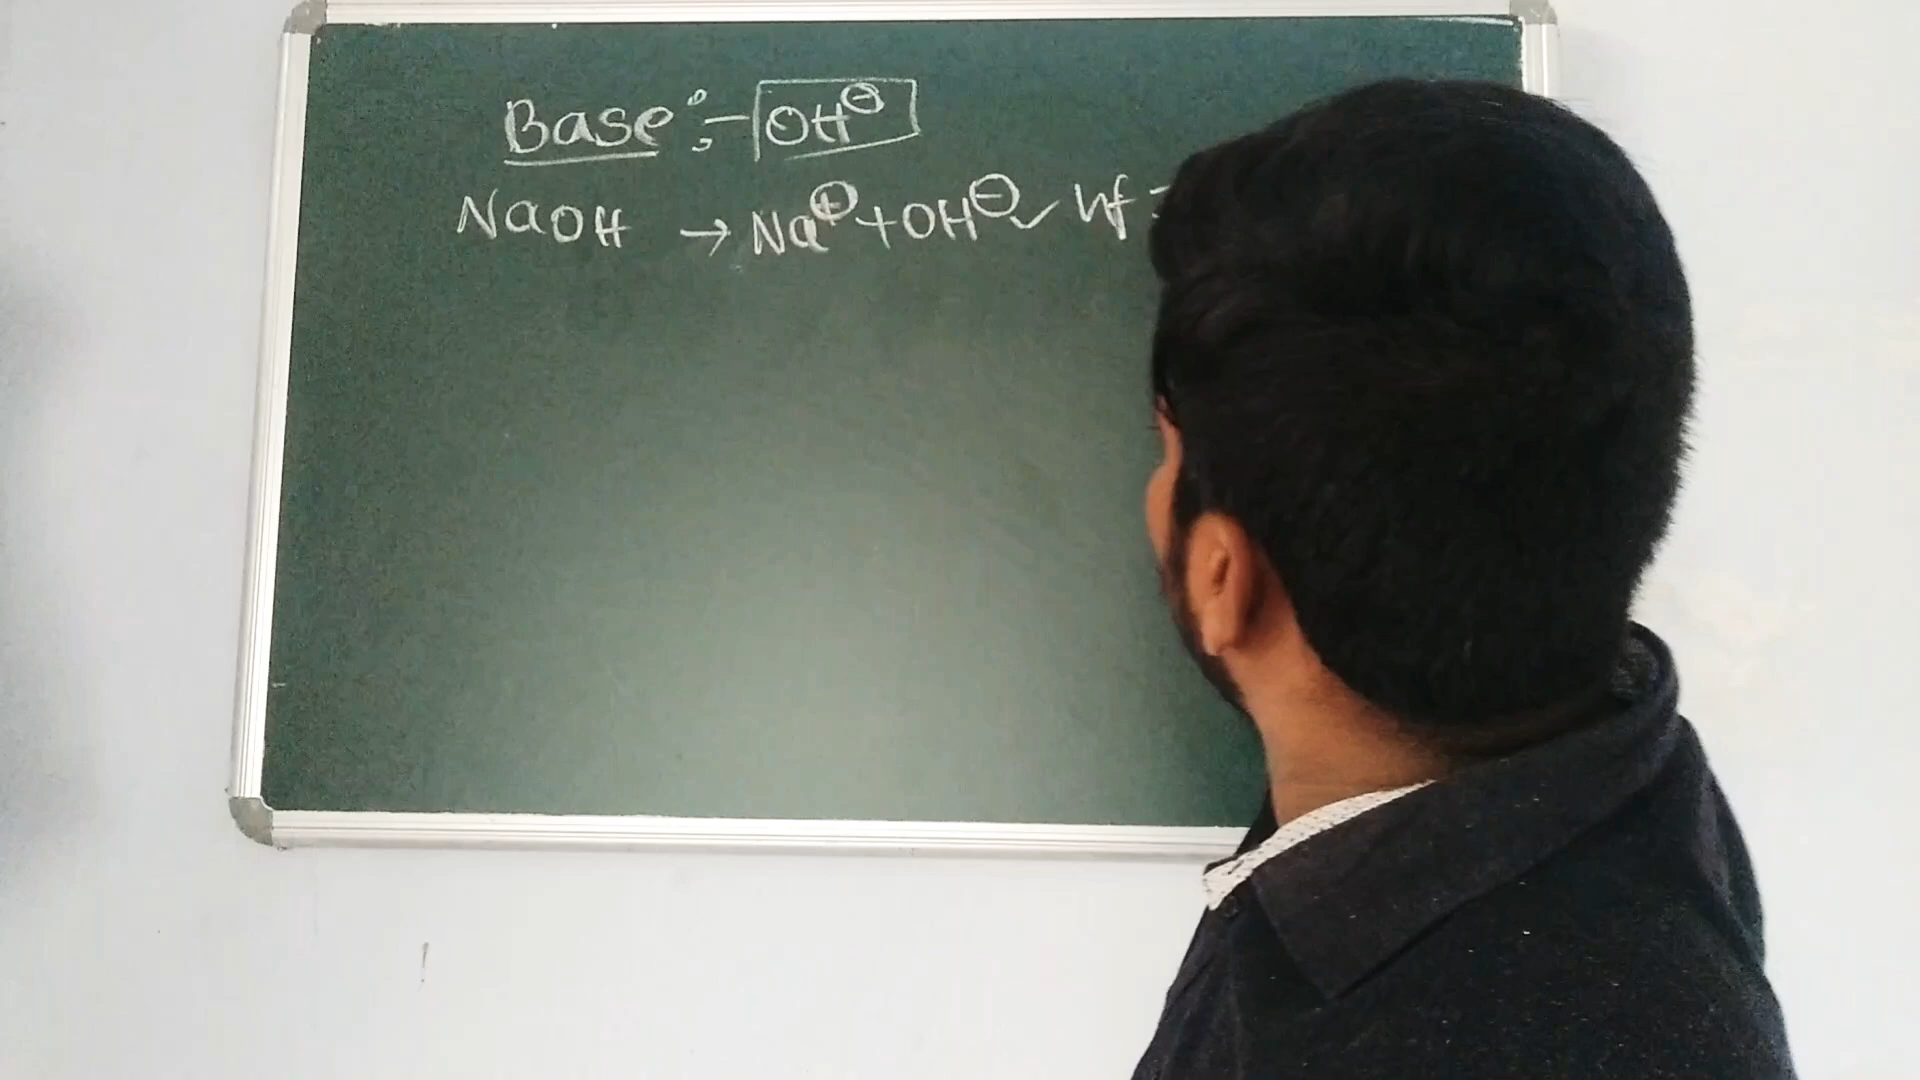 Base :- OH⊖
NaOH → Na⊕ + OH⊖ ✓ nf =